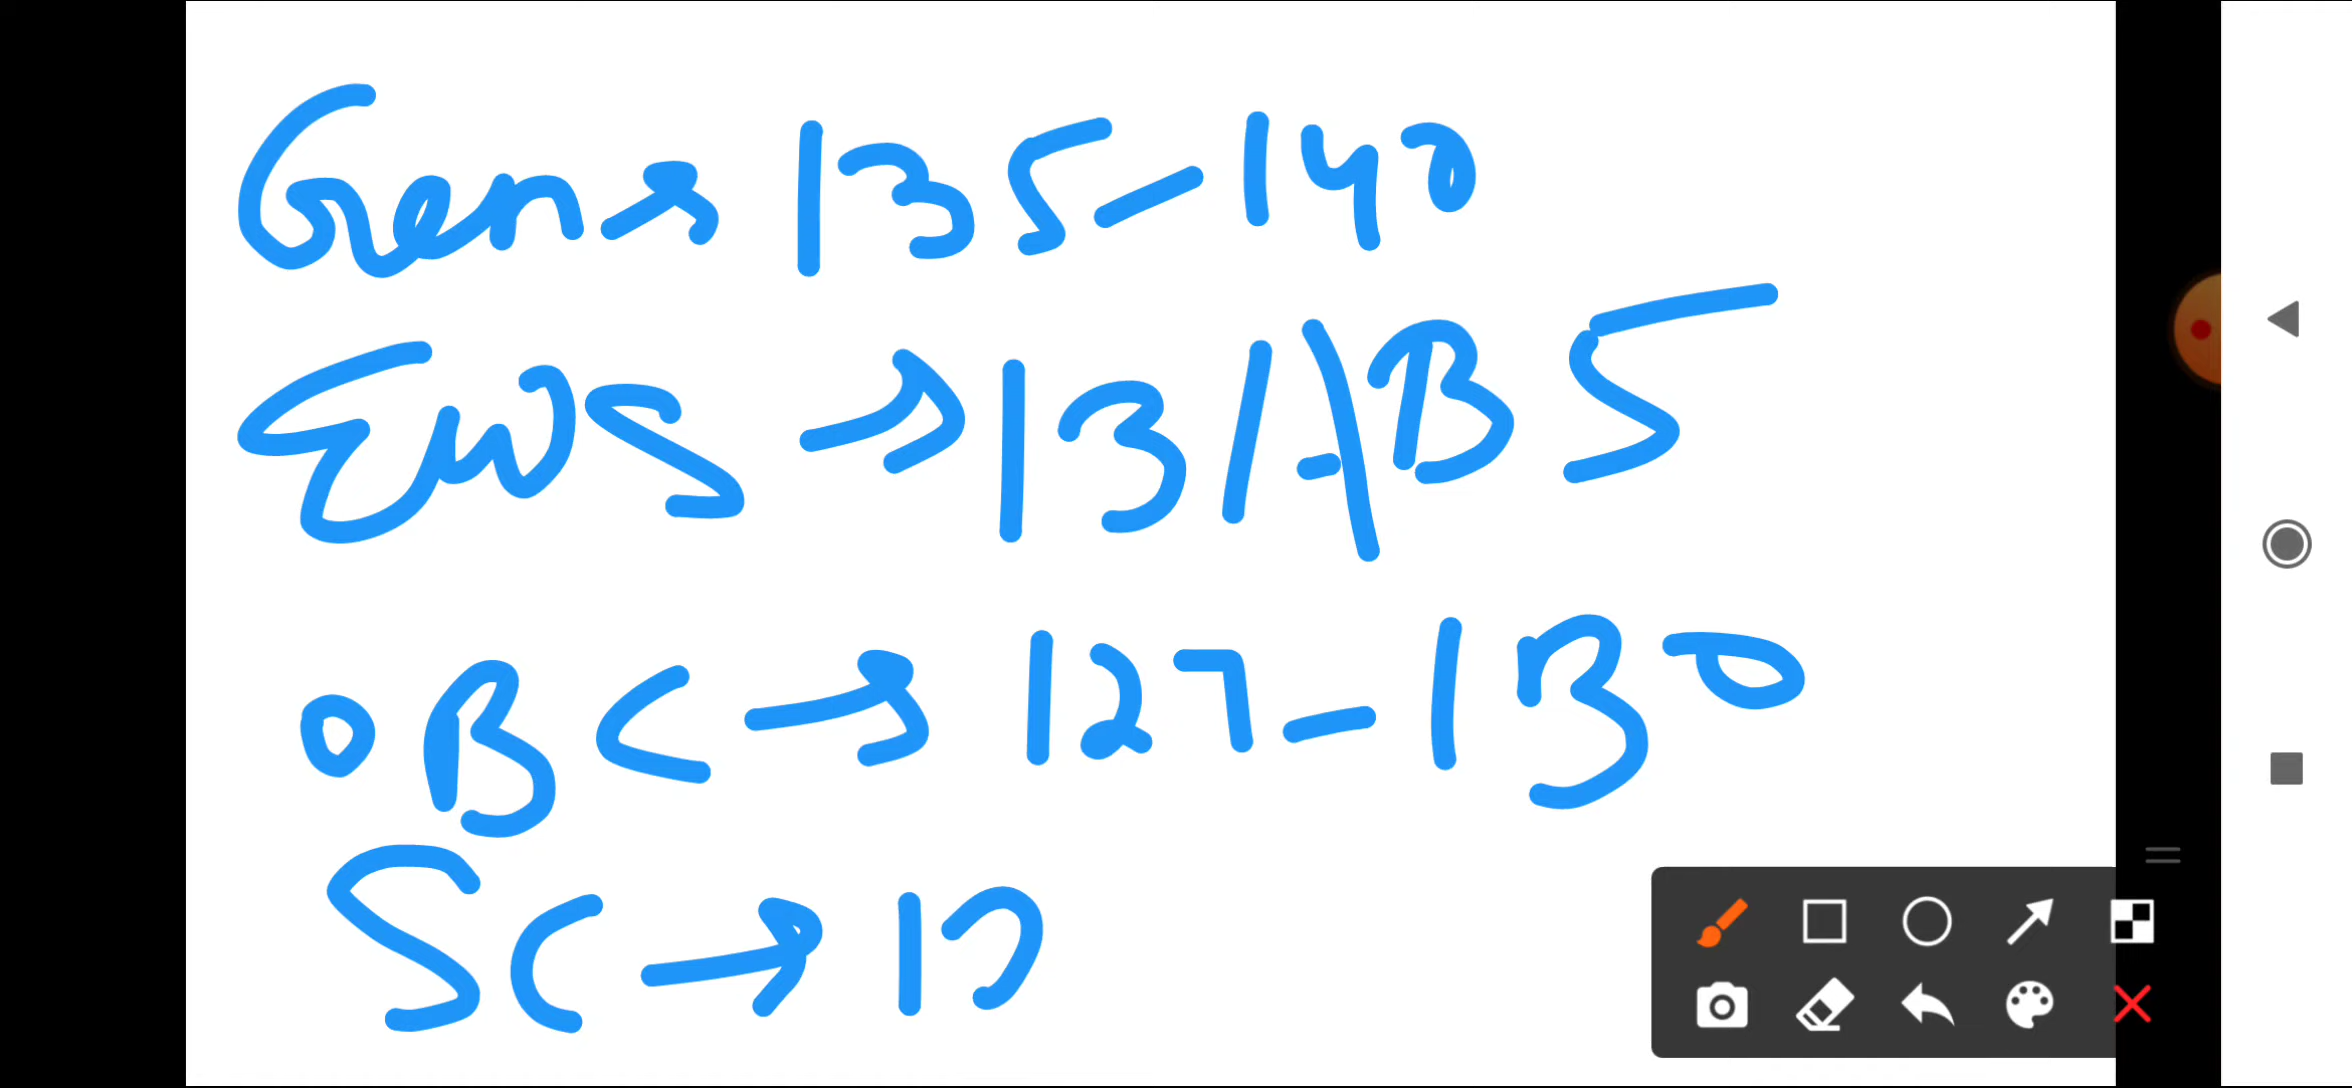 Gen → 135-140
EWS → 131-135
OBC → 127-130
SC → 12